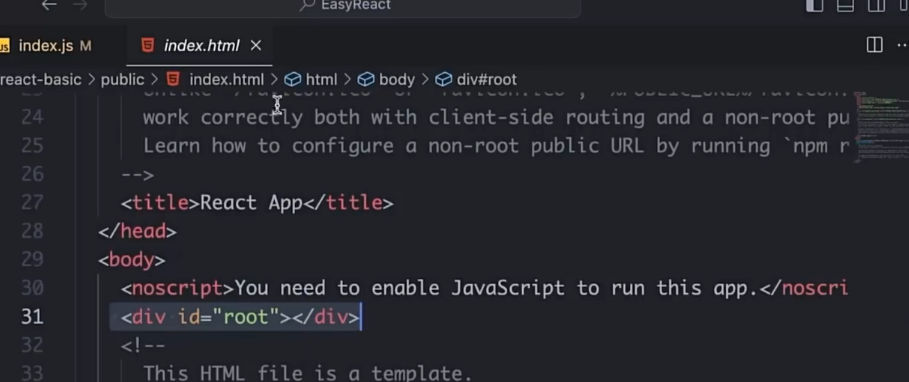 EasyReact
index.js M
index.html
react-basic > public > index.html > html > body > div#root
24 work correctly both with client-side routing and a non-root pu
25 Learn how to configure a non-root public URL by running `npm r
26 -->
27 <title>React App</title>
28 </head>
29 <body>
30 <noscript>You need to enable JavaScript to run this app.</noscri
31 <div id="root"></div>
32 <!--
33 This HTML file is a template.